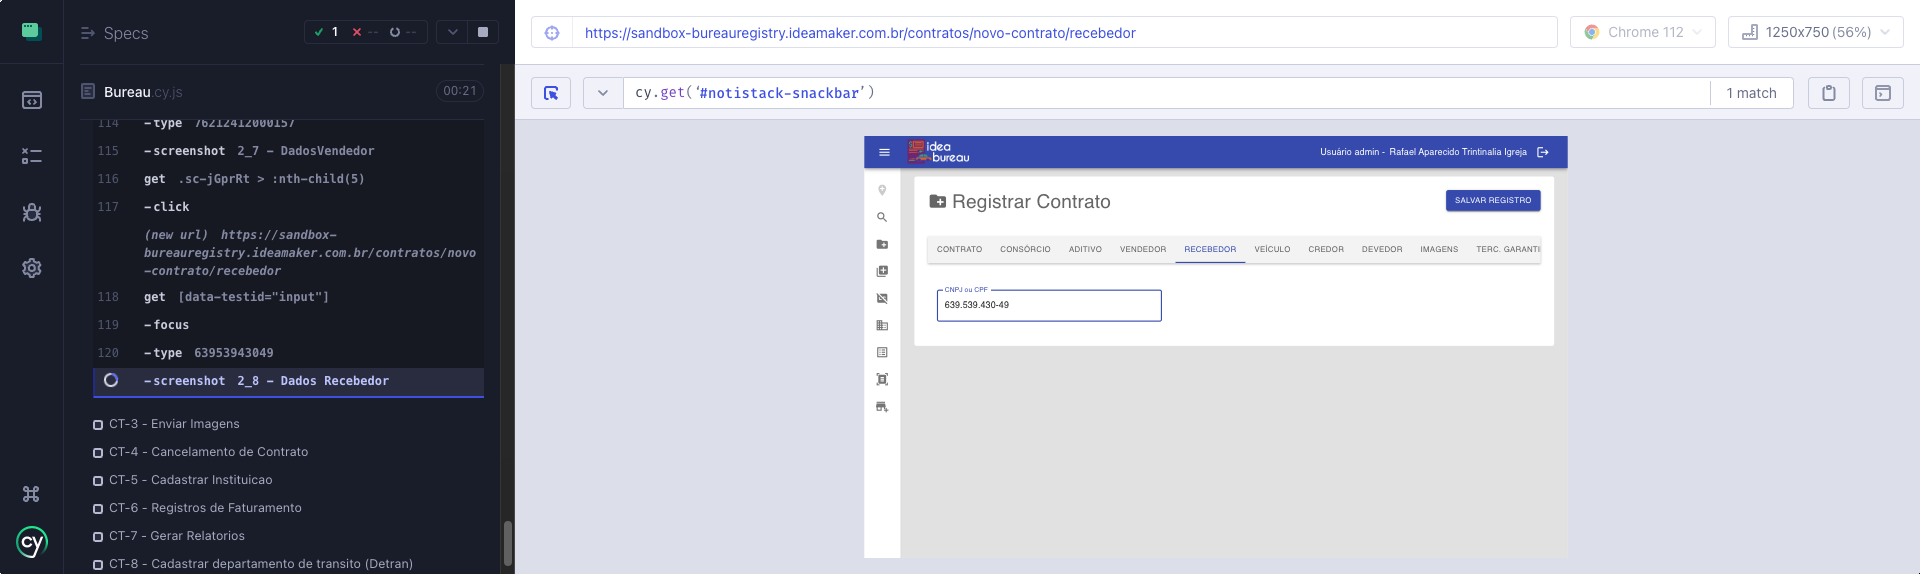 Specs
1
--
--
https://sandbox-bureauregistry.ideamaker.com.br/contratos/novo-contrato/recebedor
Chrome 112
1250x750 (56%)
Bureau.cy.js
00:21
cy.get('#notistack-snackbar')
1 match
114 -type 76212412000157
115 -screenshot 2_7 - DadosVendedor
116 get .sc-jGprRt > :nth-child(5)
117 -click
(new url) https://sandbox-
bureauregistry.ideamaker.com.br/contratos/novo
-contrato/recebedor
118 get [data-testid="input"]
119 -focus
120 -type 63953943049
-screenshot 2_8 - Dados Recebedor
CT-3 - Enviar Imagens
CT-4 - Cancelamento de Contrato
CT-5 - Cadastrar Instituicao
CT-6 - Registros de Faturamento
CT-7 - Gerar Relatorios
CT-8 - Cadastrar departamento de transito (Detran)
cy
idea
bureau
Usuário admin - Rafael Aparecido Trintinalia Igreja
Registrar Contrato
SALVAR REGISTRO
CONTRATO CONSÓRCIO ADITIVO VENDEDOR RECEBEDOR VEÍCULO CREDOR DEVEDOR IMAGENS TERC. GARANTI
CNPJ ou CPF
639.539.430-49